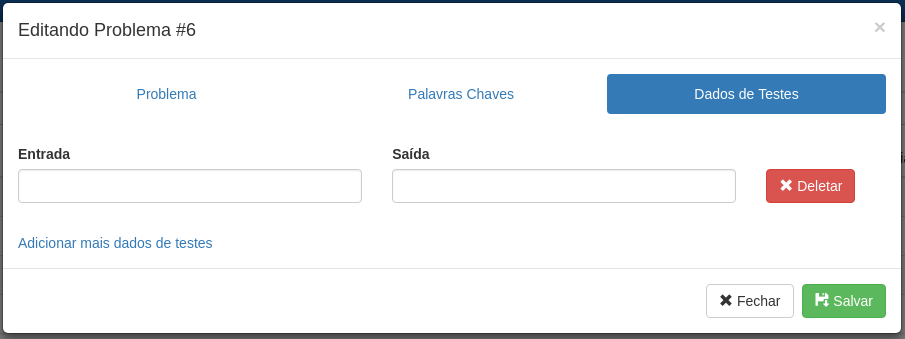 Editando Problema #6
×
Problema Palavras Chaves Dados de Testes
Entrada Saída
Deletar
Adicionar mais dados de testes
Fechar Salvar